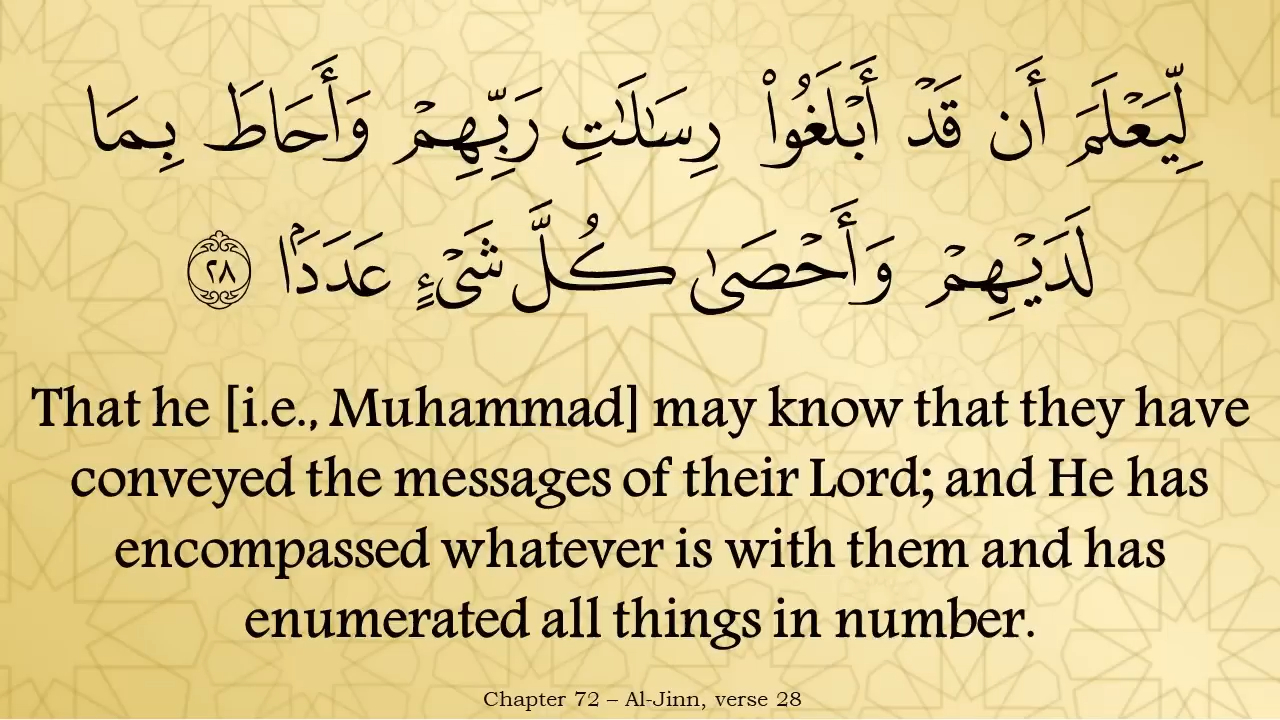 لِّيَعْلَمَ أَن قَدْ أَبْلَغُوا۟ رِسَـٰلَـٰتِ رَبِّهِمْ وَأَحَاطَ بِمَا
لَدَيْهِمْ وَأَحْصَىٰ كُلَّ شَىْءٍ عَدَدًۢا ٢٨
That he [i.e., Muhammad] may know that they have
conveyed the messages of their Lord; and He has
encompassed whatever is with them and has
enumerated all things in number.
Chapter 72 – Al-Jinn, verse 28